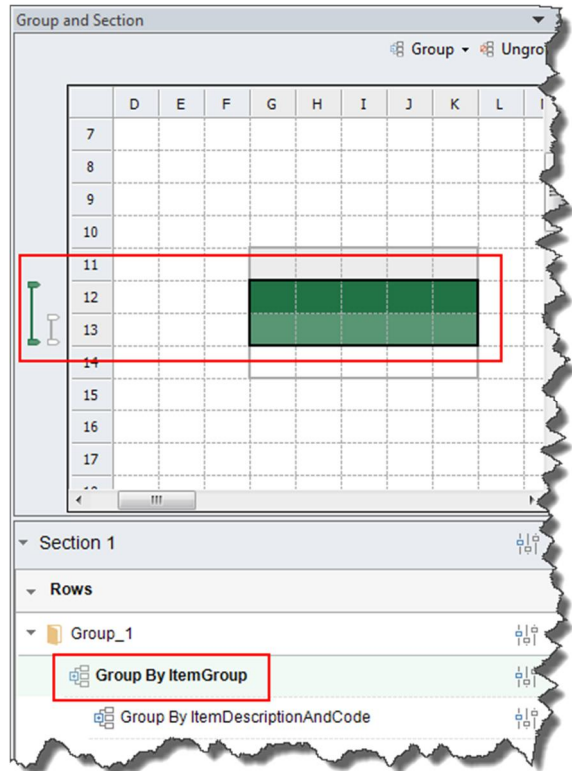 Group and Section
Group
D E F G H I J K L
7
8
9
10
11
12
13
14
15
16
17
Section 1
Rows
Group_1
Group By ItemGroup
Group By ItemDescriptionAndCode